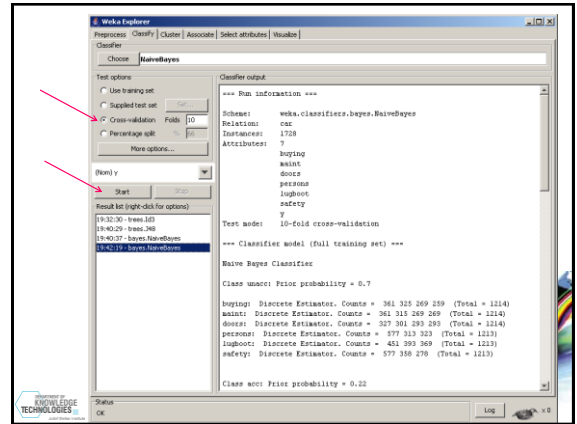 Weka Explorer
Preprocess Classify Cluster Associate Select attributes Visualize
Classifier
Choose NaiveBayes
Test options
Use training set
Supplied test set Set...
Cross-validation Folds 10
Percentage split % 66
More options...
(Nom) y
Start Stop
Result list (right-click for options)
19:32:30 - trees.Id3
19:40:29 - trees.J48
19:40:37 - bayes.NaiveBayes
19:42:19 - bayes.NaiveBayes
Classifier output
=== Run information ===
Scheme: weka.classifiers.bayes.NaiveBayes
Relation: car
Instances: 1728
Attributes: 7
buying
maint
doors
persons
lugboot
safety
y
Test mode: 10-fold cross-validation
=== Classifier model (full training set) ===
Naive Bayes Classifier
Class unacc: Prior probability = 0.7
buying: Discrete Estimator. Counts = 361 325 269 259 (Total = 1214)
maint: Discrete Estimator. Counts = 361 315 269 269 (Total = 1214)
doors: Discrete Estimator. Counts = 327 301 293 293 (Total = 1214)
persons: Discrete Estimator. Counts = 577 313 323 (Total = 1213)
lugboot: Discrete Estimator. Counts = 451 393 369 (Total = 1213)
safety: Discrete Estimator. Counts = 577 358 278 (Total = 1213)
Class acc: Prior probability = 0.22
Status
OK
Log x 0
DEPARTMENT OF
KNOWLEDGE
TECHNOLOGIES